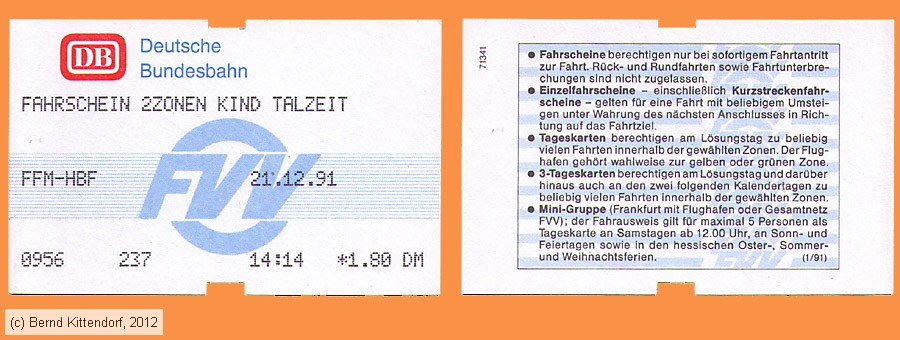 DB
Deutsche
Bundesbahn
FAHRSCHEIN 2ZONEN KIND TALZEIT
FVV
FFM-HBF 21.12.91
0956 237 14:14 *1.80 DM
71341
● Fahrscheine berechtigen nur bei sofortigem Fahrtantritt
zur Fahrt. Rück- und Rundfahrten sowie Fahrtunterbre-
chungen sind nicht zugelassen.
● Einzelfahrscheine – einschließlich Kurzstreckenfahr-
scheine – gelten für eine Fahrt mit beliebigem Umstei-
gen unter Wahrung des nächsten Anschlusses in Rich-
tung auf das Fahrtziel.
● Tageskarten berechtigen am Lösungstag zu beliebig
vielen Fahrten innerhalb der gewählten Zonen. Der Flug-
hafen gehört wahlweise zur gelben oder grünen Zone.
● 3-Tageskarten berechtigen am Lösungstag und darüber
hinaus auch an den zwei folgenden Kalendertagen zu
beliebig vielen Fahrten innerhalb der gewählten Zonen.
● Mini-Gruppe (Frankfurt mit Flughafen oder Gesamtnetz
FVV); der Fahrausweis gilt für maximal 5 Personen als
Tageskarte an Samstagen ab 12.00 Uhr, an Sonn- und
Feiertagen sowie in den hessischen Oster-, Sommer-
und Weihnachtsferien. (1/91)
FVV
(c) Bernd Kittendorf, 2012